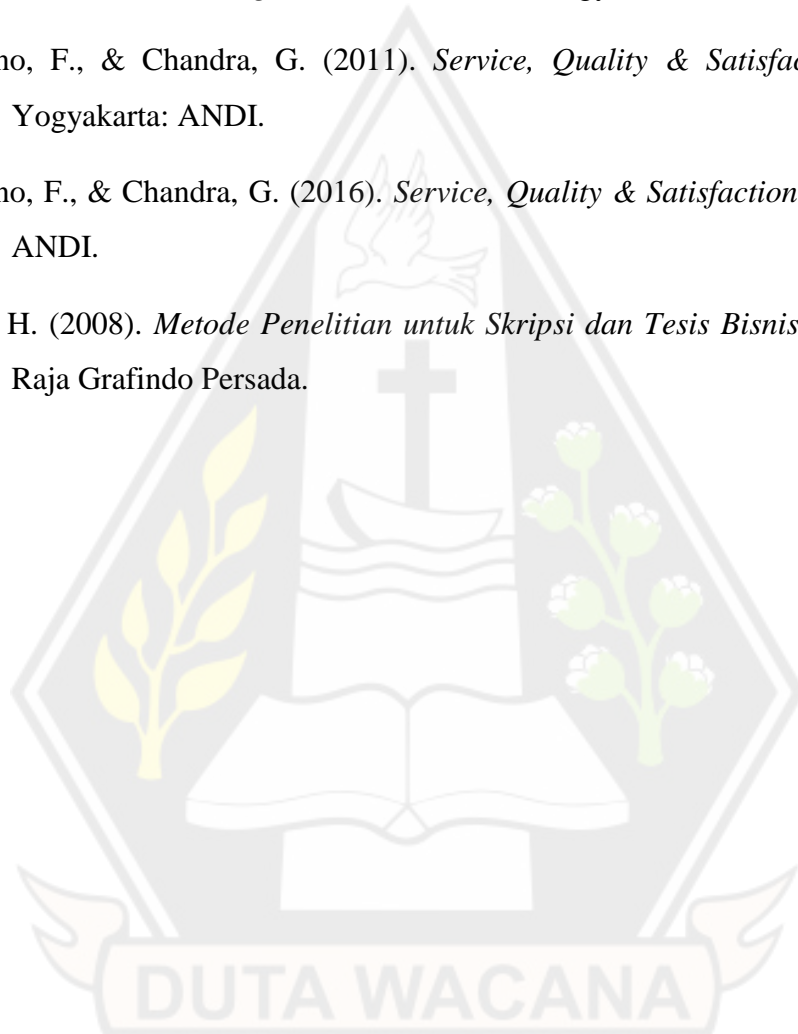 no, F., & Chandra, G. (2011). Service, Quality & Satisfac
Yogyakarta: ANDI.
no, F., & Chandra, G. (2016). Service, Quality & Satisfaction
ANDI.
H. (2008). Metode Penelitian untuk Skripsi dan Tesis Bisnis
Raja Grafindo Persada.
DUTA WACANA